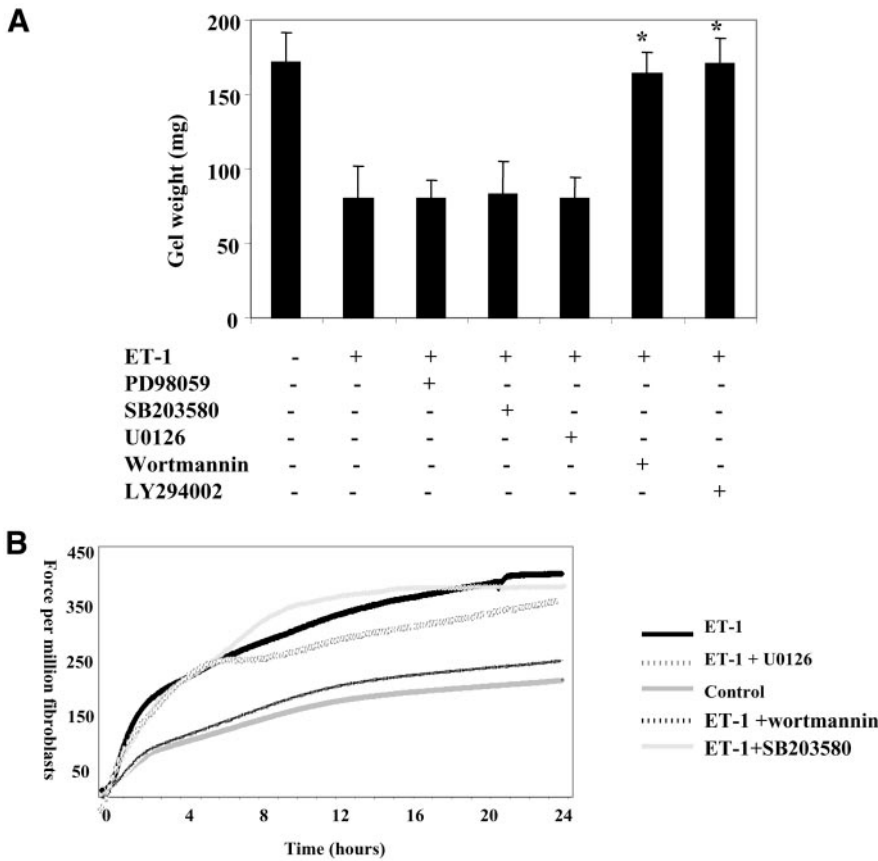 A
200
150
100
50
0
Gel weight (mg)
* *
ET-1 - + + + + + +
PD98059 - - + - - - -
SB203580 - - - + - - -
U0126 - - - - + - -
Wortmannin - - - - - + -
LY294002 - - - - - - +
B
450
350
250
150
50
Force per million fibroblasts
0 4 8 12 16 20 24
Time (hours)
ET-1
ET-1 + U0126
Control
ET-1 +wortmannin
ET-1+SB203580